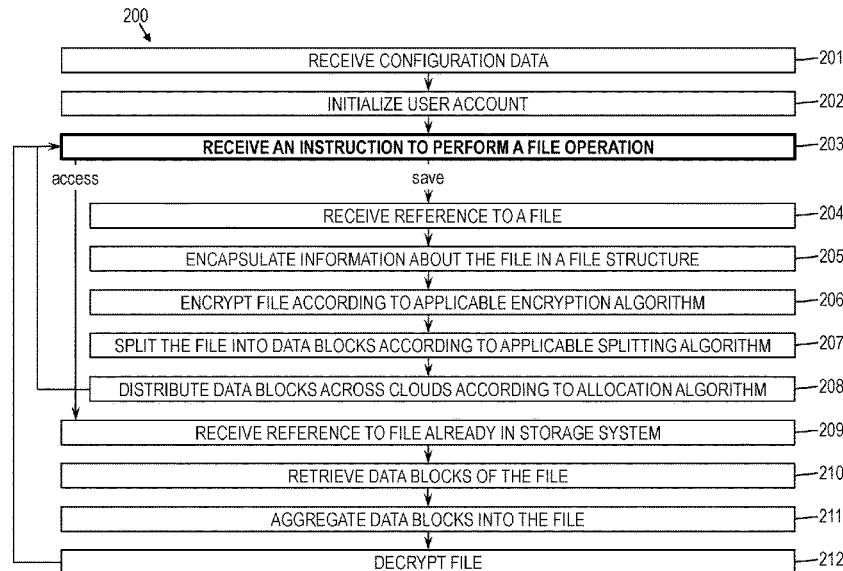 200
RECEIVE CONFIGURATION DATA 201
INITIALIZE USER ACCOUNT 202
RECEIVE AN INSTRUCTION TO PERFORM A FILE OPERATION 203
access save
RECEIVE REFERENCE TO A FILE 204
ENCAPSULATE INFORMATION ABOUT THE FILE IN A FILE STRUCTURE 205
ENCRYPT FILE ACCORDING TO APPLICABLE ENCRYPTION ALGORITHM 206
SPLIT THE FILE INTO DATA BLOCKS ACCORDING TO APPLICABLE SPLITTING ALGORITHM 207
DISTRIBUTE DATA BLOCKS ACROSS CLOUDS ACCORDING TO ALLOCATION ALGORITHM 208
RECEIVE REFERENCE TO FILE ALREADY IN STORAGE SYSTEM 209
RETRIEVE DATA BLOCKS OF THE FILE 210
AGGREGATE DATA BLOCKS INTO THE FILE 211
DECRYPT FILE 212